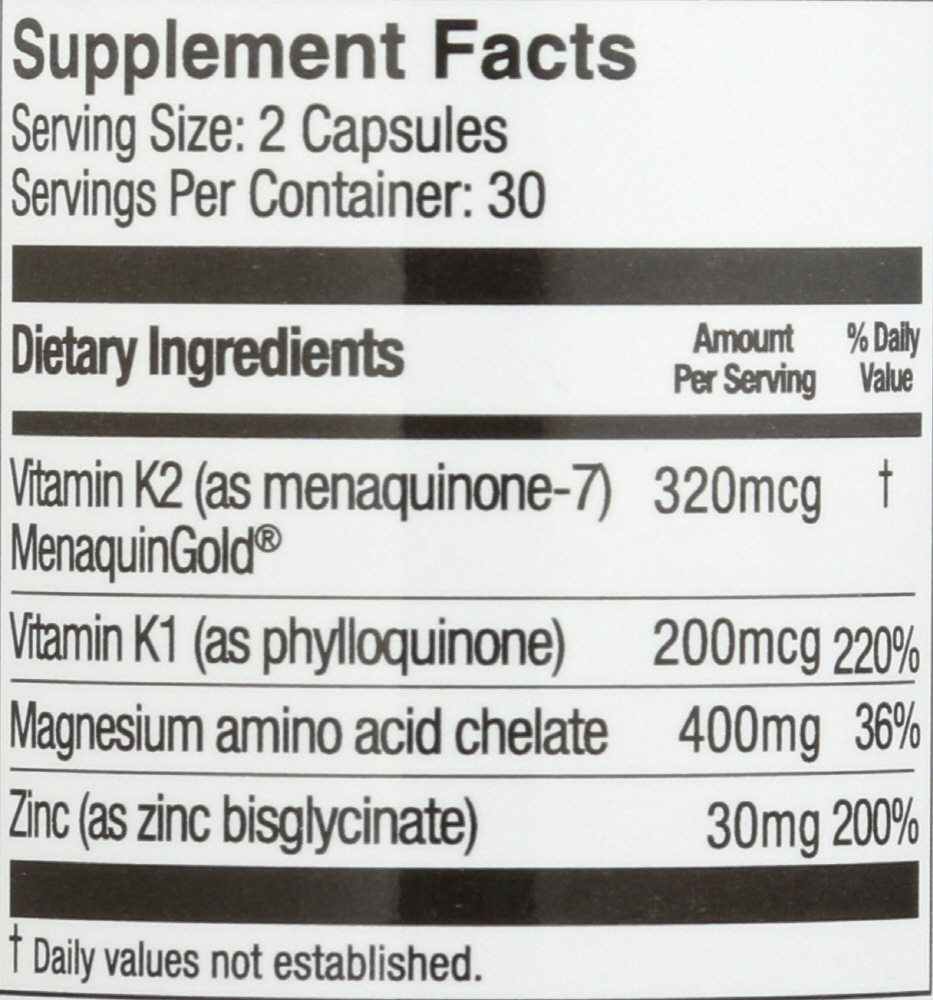 Supplement Facts
Serving Size: 2 Capsules
Servings Per Container: 30
Dietary Ingredients Amount Per Serving % Daily Value
Vitamin K2 (as menaquinone-7) 320mcg †
MenaquinGold®
Vitamin K1 (as phylloquinone) 200mcg 220%
Magnesium amino acid chelate 400mg 36%
Zinc (as zinc bisglycinate) 30mg 200%
† Daily values not established.